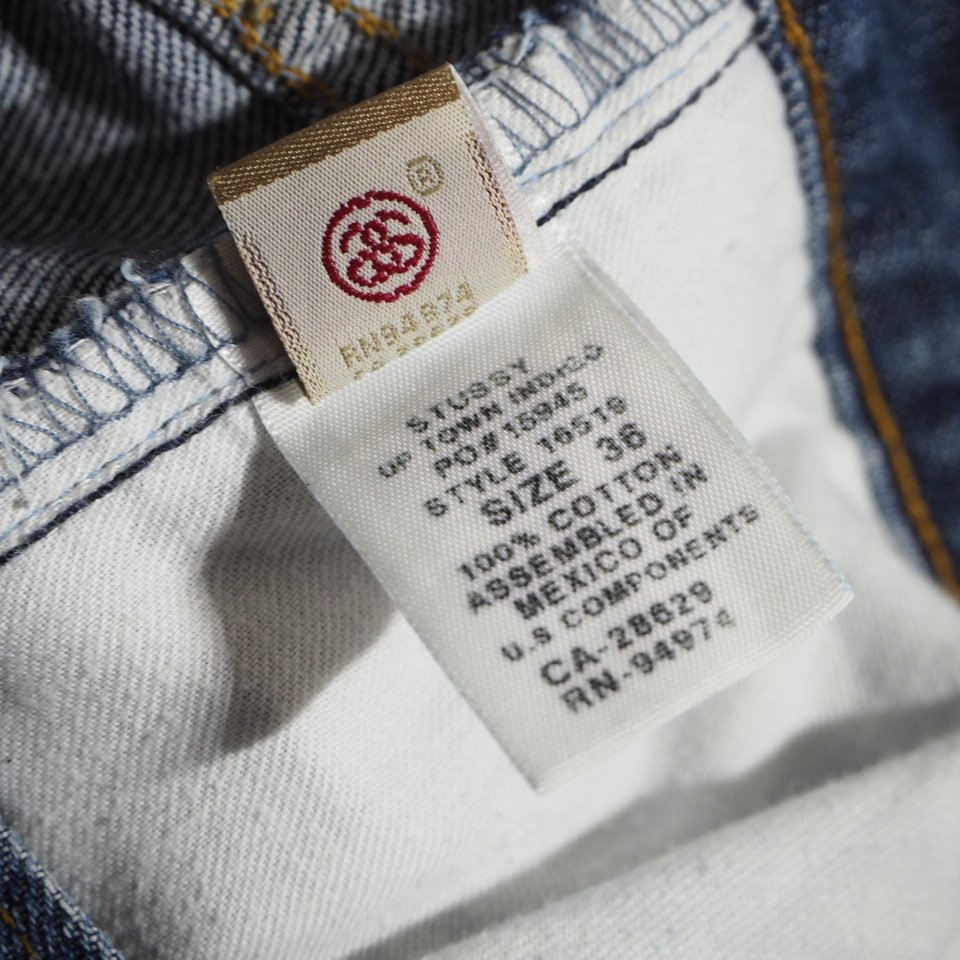 ®
RN94974
STUSSY
UP TOWN INDIGO
PO#15945
STYLE 16519
SIZE 36
100% COTTON
ASSEMBLED IN
MEXICO OF
U.S COMPONENTS
CA-28629
RN-94974